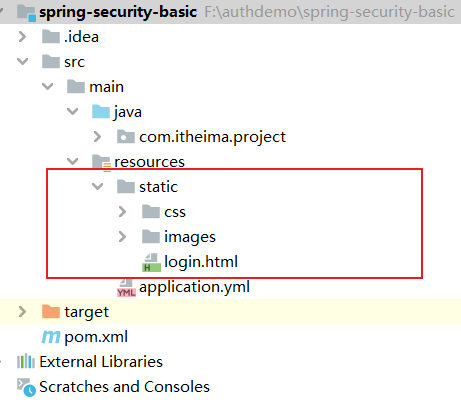 spring-security-basic F:\authdemo\spring-security-basic
.idea
src
main
java
com.itheima.project
resources
static
css
images
H login.html
YML application.yml
target
m pom.xml
External Libraries
Scratches and Consoles